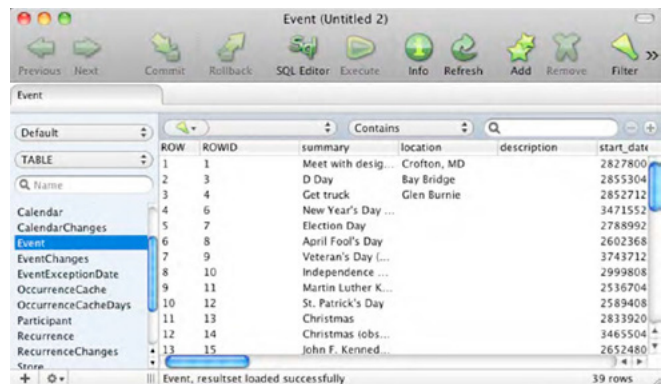 Event (Untitled 2)
Previous Next Commit Rollback SQL Editor Execute Info Refresh Add Remove Filter »
Event
Default Contains
ROW ROWID summary location description start_date
TABLE
Name
Calendar
CalendarChanges
Event
EventChanges
EventExceptionDate
OccurrenceCache
OccurrenceCacheDays
Participant
Recurrence
RecurrenceChanges
Store
1 1 Meet with desig... Crofton, MD 2827800
2 3 D Day Bay Bridge 2855304
3 4 Get truck Glen Burnie 2852712
4 6 New Year's Day ... 3471552
5 7 Election Day 2788992
6 8 April Fool's Day 2602368
7 9 Veteran's Day (... 3743712
8 10 Independence ... 2999808
9 11 Martin Luther K... 2536704
10 12 St. Patrick's Day 2589408
11 13 Christmas 2833920
12 14 Christmas (obs... 3465504
13 15 John F. Kenned... 2652480
Event, resultset loaded successfully 39 rows